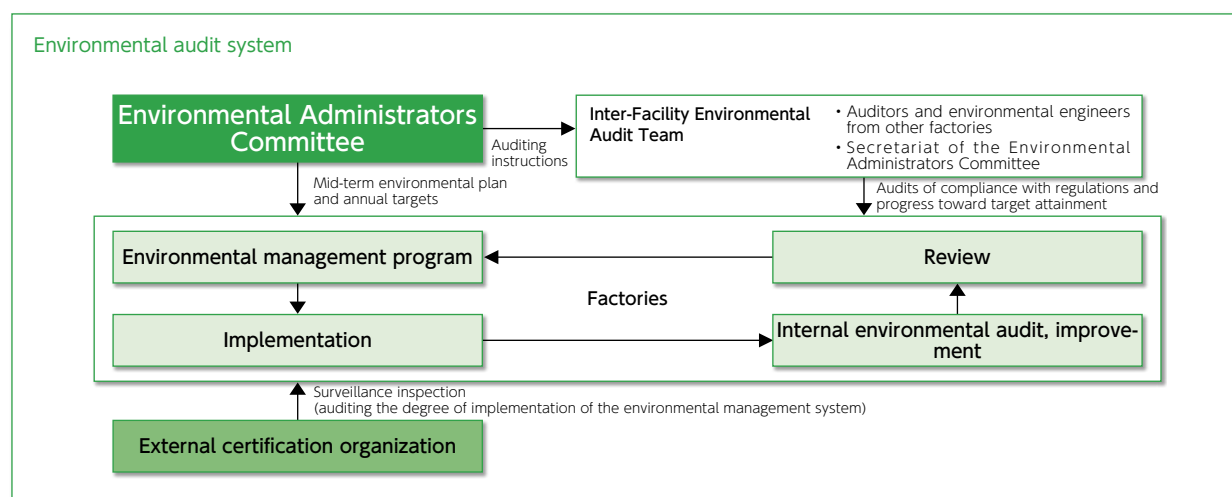 Environmental audit system
Environmental Administrators
Committee
Auditing
instructions
Inter-Facility Environmental
Audit Team
・Auditors and environmental engineers
from other factories
・Secretariat of the Environmental
Administrators Committee
Mid-term environmental plan
and annual targets
Audits of compliance with regulations and
progress toward target attainment
Environmental management program
Review
Factories
Implementation
Internal environmental audit, improve-
ment
Surveillance inspection
(auditing the degree of implementation of the environmental management system)
External certification organization